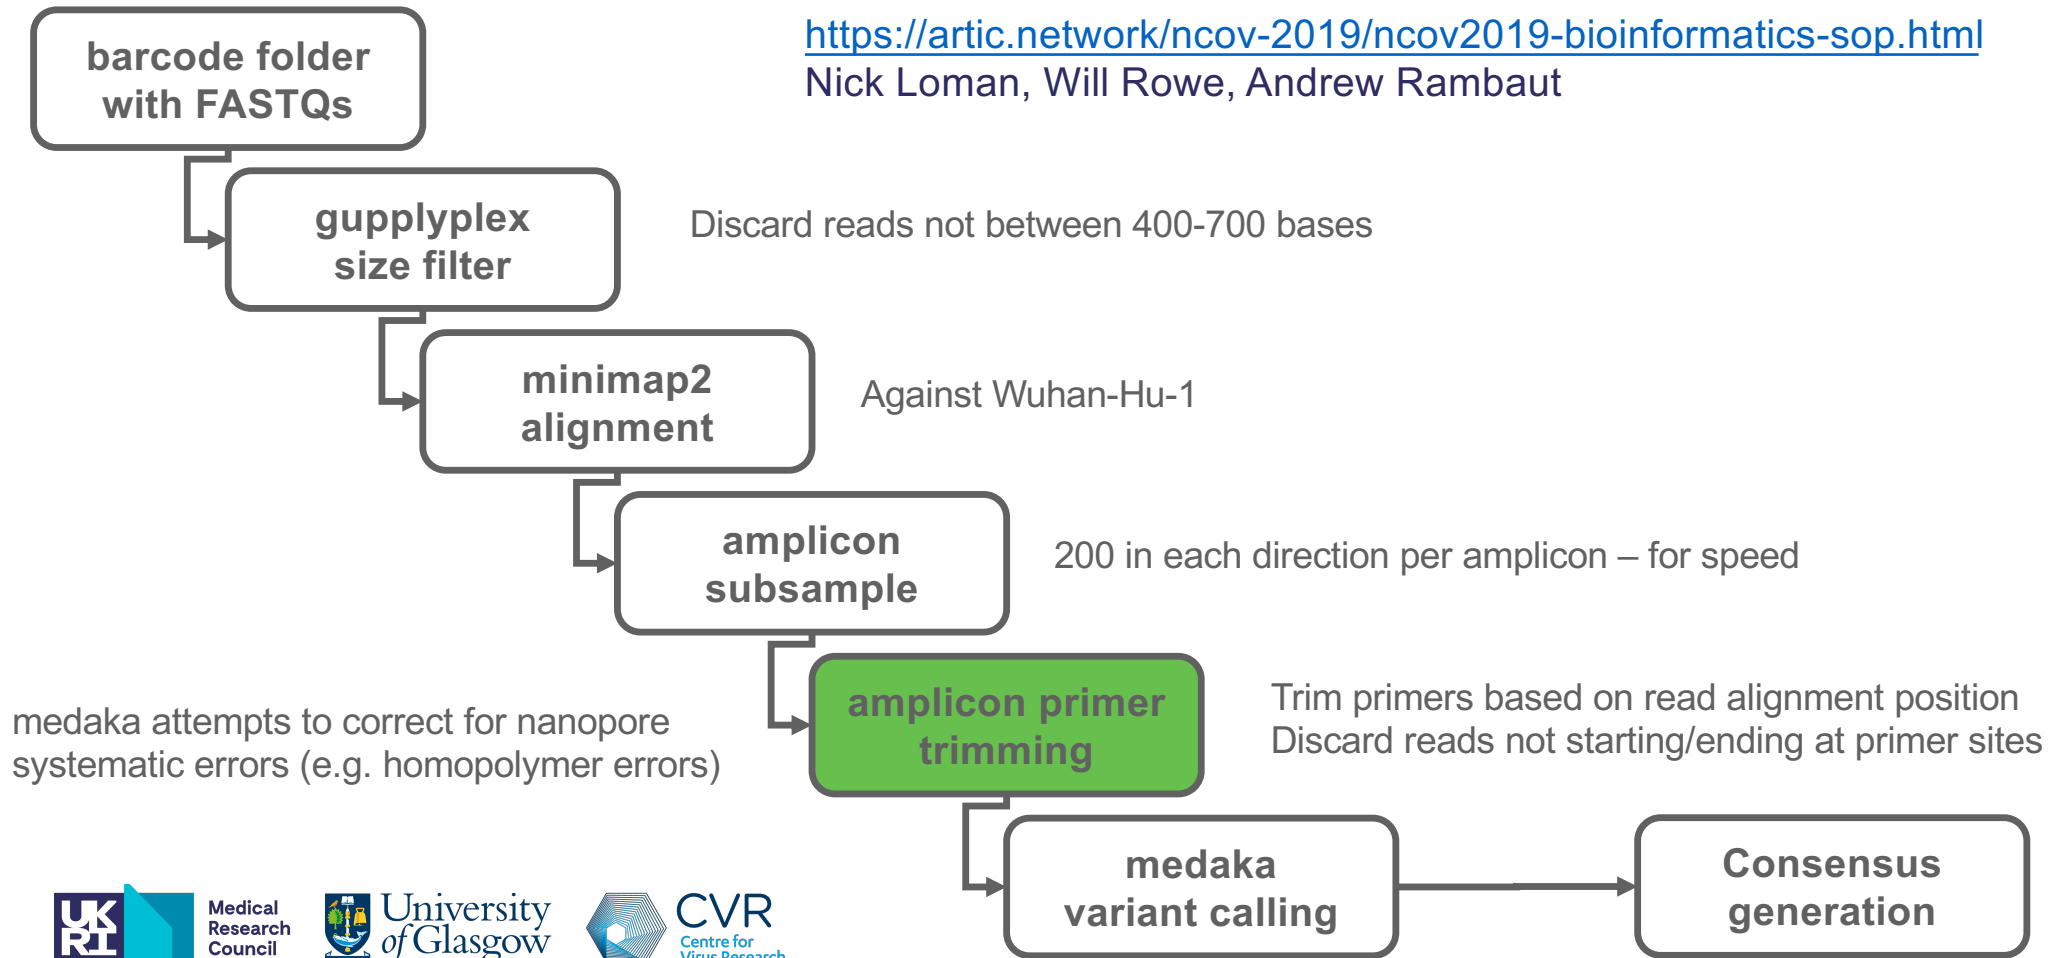 https://artic.network/ncov-2019/ncov2019-bioinformatics-sop.html
Nick Loman, Will Rowe, Andrew Rambaut
barcode folder
with FASTQs
gupplyplex
size filter
Discard reads not between 400-700 bases
minimap2
alignment
Against Wuhan-Hu-1
amplicon
subsample
200 in each direction per amplicon – for speed
amplicon primer
trimming
Trim primers based on read alignment position
Discard reads not starting/ending at primer sites
medaka attempts to correct for nanopore
systematic errors (e.g. homopolymer errors)
medaka
variant calling
Consensus
generation
UK
RI
Medical
Research
Council
University
of Glasgow
CVR
Centre for
Virus Research